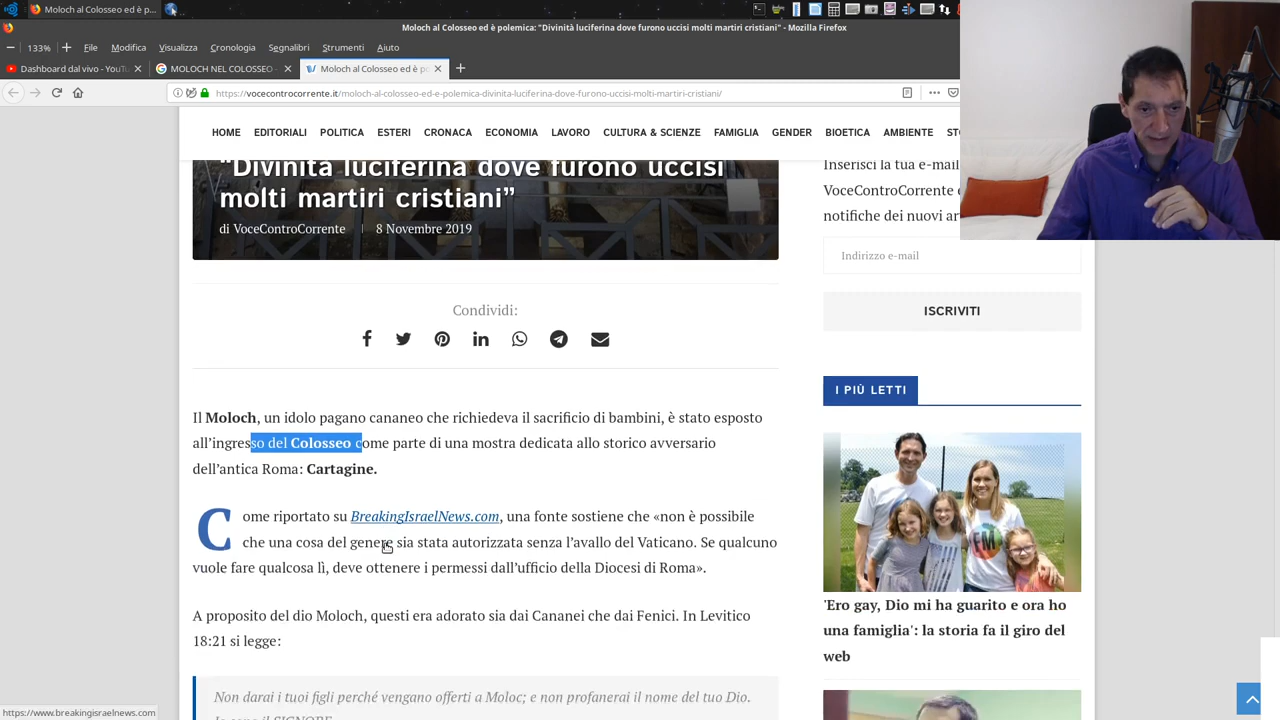 Moloch al Colosseo ed è p...
Moloch al Colosseo ed è polemica: "Divinità luciferina dove furono uccisi molti martiri cristiani" - Mozilla Firefox
133%
File Modifica Visualizza Cronologia Segnalibri Strumenti Aiuto
Dashboard dal vivo - YouTu
MOLOCH NEL COLOSSEO -
Moloch al Colosseo ed è po
https://vocecontrocorrente.it/moloch-al-colosseo-ed-e-polemica-divinita-luciferina-dove-furono-uccisi-molti-martiri-cristiani/
HOME EDITORIALI POLITICA ESTERI CRONACA ECONOMIA LAVORO CULTURA & SCIENZE FAMIGLIA GENDER BIOETICA AMBIENTE STO
"Divinità luciferina dove furono uccisi
molti martiri cristiani"
di VoceControCorrente | 8 Novembre 2019
Condividi:
Il Moloch, un idolo pagano cananeo che richiedeva il sacrificio di bambini, è stato esposto
all'ingresso del Colosseo come parte di una mostra dedicata allo storico avversario
dell'antica Roma: Cartagine.
Come riportato su BreakingIsraelNews.com, una fonte sostiene che «non è possibile
che una cosa del genere sia stata autorizzata senza l'avallo del Vaticano. Se qualcuno
vuole fare qualcosa lì, deve ottenere i permessi dall'ufficio della Diocesi di Roma».
A proposito del dio Moloch, questi era adorato sia dai Cananei che dai Fenici. In Levitico
18:21 si legge:
Non darai i tuoi figli perché vengano offerti a Moloc; e non profanerai il nome del tuo Dio.
Io sono il SIGNORE
Inserisci la tua e-mail
VoceControCorrente e
notifiche dei nuovi ar
Indirizzo e-mail
ISCRIVITI
I PIÙ LETTI
'Ero gay, Dio mi ha guarito e ora ho
una famiglia': la storia fa il giro del
web
https://www.breakingisraelnews.com